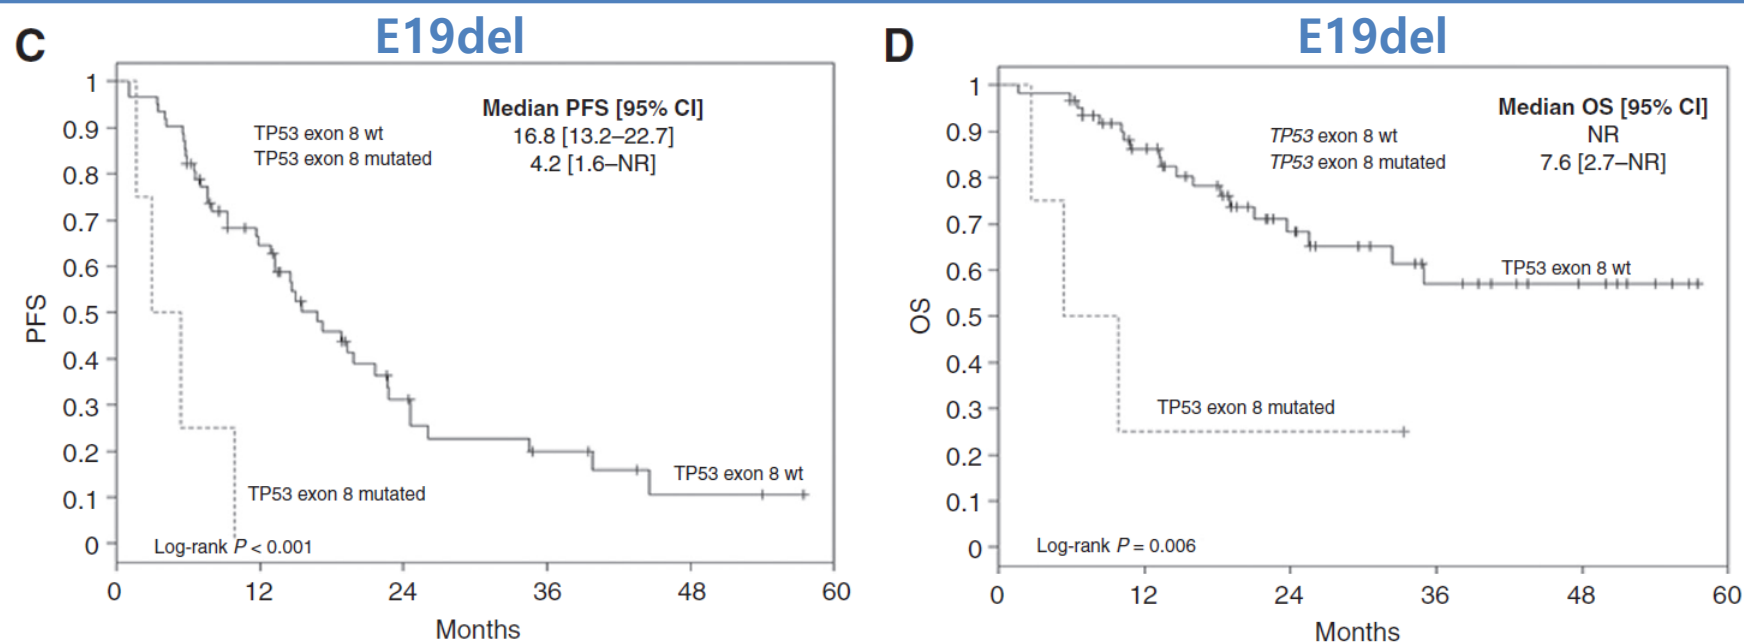 C
E19del
1
0.9
0.8
0.7
0.6
0.5
0.4
0.3
0.2
0.1
0
PFS
Median PFS [95% CI]
TP53 exon 8 wt 16.8 [13.2–22.7]
TP53 exon 8 mutated 4.2 [1.6–NR]
TP53 exon 8 wt
TP53 exon 8 mutated
Log-rank P < 0.001
0 12 24 36 48 60
Months
D
E19del
1
0.9
0.8
0.7
0.6
0.5
0.4
0.3
0.2
0.1
0
OS
Median OS [95% CI]
TP53 exon 8 wt NR
TP53 exon 8 mutated 7.6 [2.7–NR]
TP53 exon 8 wt
TP53 exon 8 mutated
Log-rank P = 0.006
0 12 24 36 48 60
Months